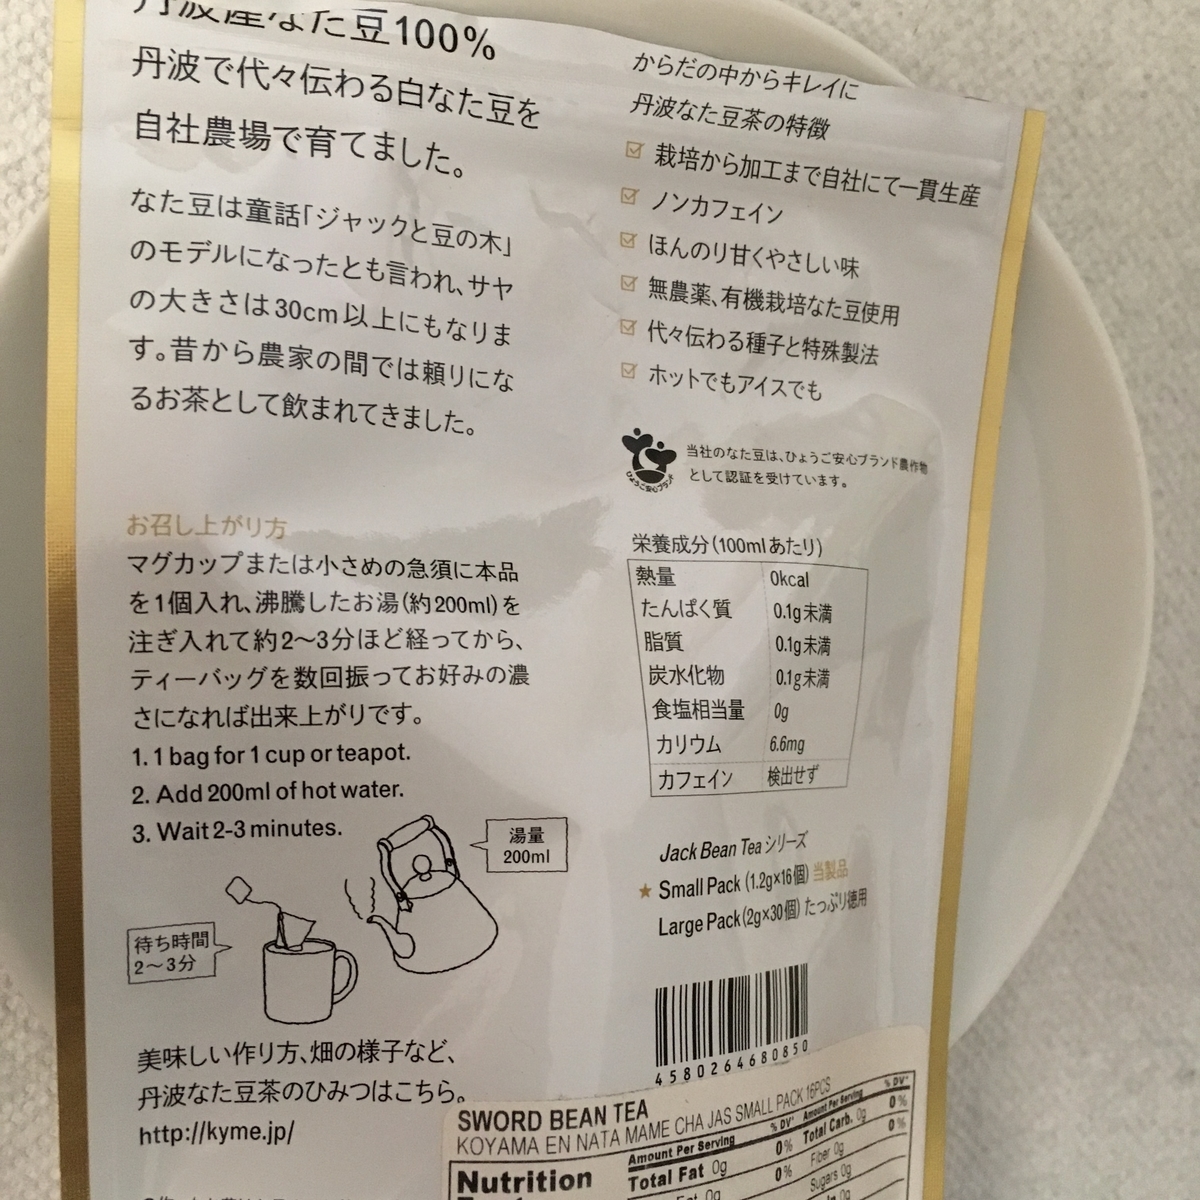 丹波産なた豆100%
丹波で代々伝わる白なた豆を
自社農場で育てました。
なた豆は童話「ジャックと豆の木」
のモデルになったとも言われ、サヤ
の大きさは30cm以上にもなりま
す。昔から農家の間では頼りにな
るお茶として飲まれてきました。
お召し上がり方
マグカップまたは小さめの急須に本品
を1個入れ、沸騰したお湯(約200ml)を
注ぎ入れて約2〜3分ほど経ってから、
ティーバッグを数回振ってお好みの濃
さになれば出来上がりです。
1. 1 bag for 1 cup or teapot.
2. Add 200ml of hot water.
3. Wait 2-3 minutes.
湯量
200ml
待ち時間
2〜3分
美味しい作り方、畑の様子など、
丹波なた豆茶のひみつはこちら。
http://kyme.jp/
からだの中からキレイに
丹波なた豆茶の特徴
栽培から加工まで自社にて一貫生産
ノンカフェイン
ほんのり甘くやさしい味
無農薬、有機栽培なた豆使用
代々伝わる種子と特殊製法
ホットでもアイスでも
ひょうご安心ブランド
当社のなた豆は、ひょうご安心ブランド農作物
として認証を受けています。
栄養成分(100mlあたり)
熱量 0kcal
たんぱく質 0.1g未満
脂質 0.1g未満
炭水化物 0.1g未満
食塩相当量 0g
カリウム 6.6mg
カフェイン 検出せず
Jack Bean Tea シリーズ
★ Small Pack (1.2g×16個) 当製品
Large Pack (2g×30個) たっぷり徳用
4580264680850
SWORD BEAN TEA
KOYAMA EN NATA MAME CHA JAS SMALL PACK 16PCS
Nutrition
Amount Per Serving % DV*
Total Fat 0g 0%
Fat 0g 0%
Amount Per Serving % DV*
Total Carb. 0g 0%
Fiber 0g 0%
Sugars 0g